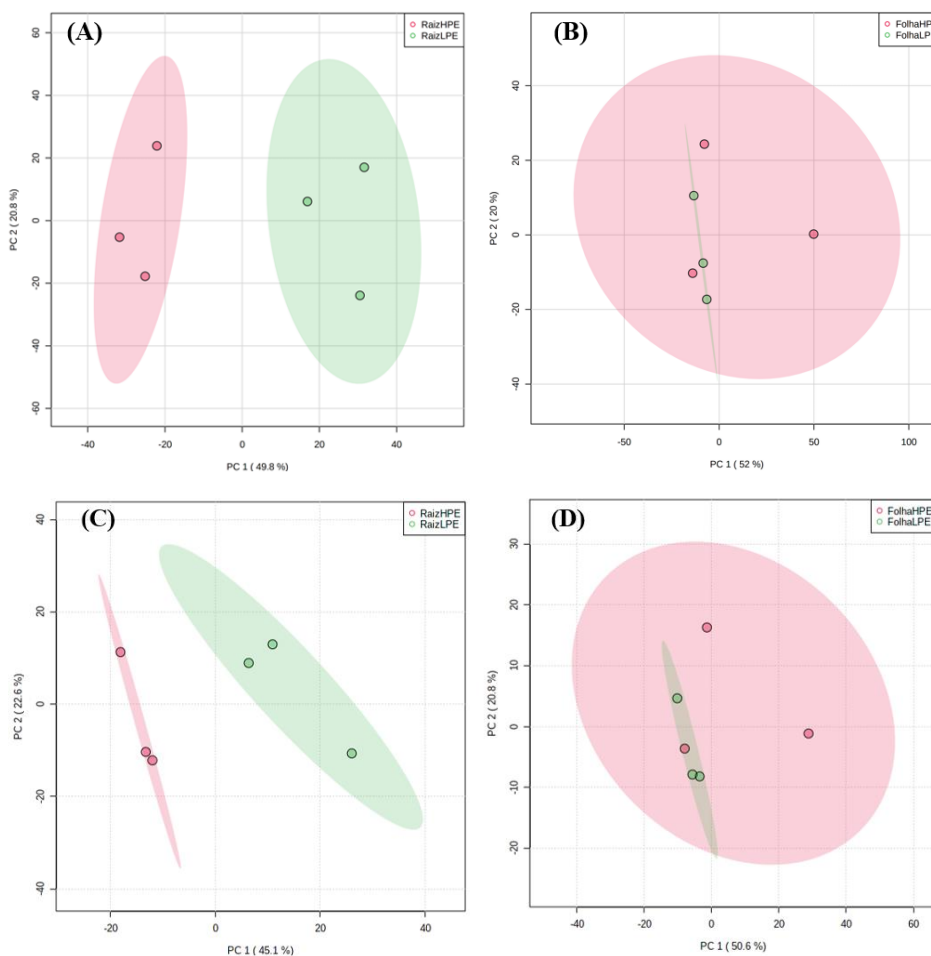 (A)
RaizHPE
RaizLPE
60
40
20
0
-20
-40
-60
PC 2 ( 20.8 %)
-40
-20
0
20
40
PC 1 ( 49.8 %)
(B)
FolhaHP
FolhaLP
40
20
0
-20
-40
PC 2 ( 20 %)
-50
0
50
100
PC 1 ( 52 %)
(C)
RaizHPE
RaizLPE
40
20
0
-20
-40
PC 2 ( 22.6 %)
-20
0
20
40
PC 1 ( 45.1 %)
(D)
FolhaHPE
FolhaLPE
30
20
10
0
-10
-20
PC 2 ( 20.8 %)
-40
-20
0
20
40
60
PC 1 ( 50.6 %)